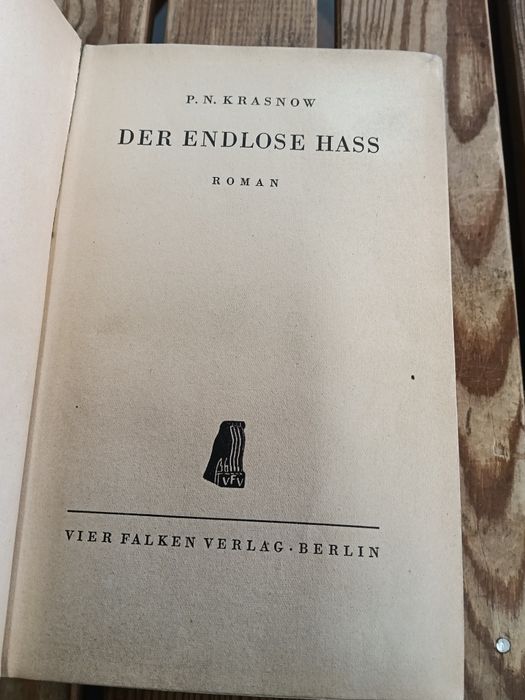 P. N. KRASNOW
DER ENDLOSE HASS
ROMAN
VFV
VIER FALKEN VERLAG · BERLIN